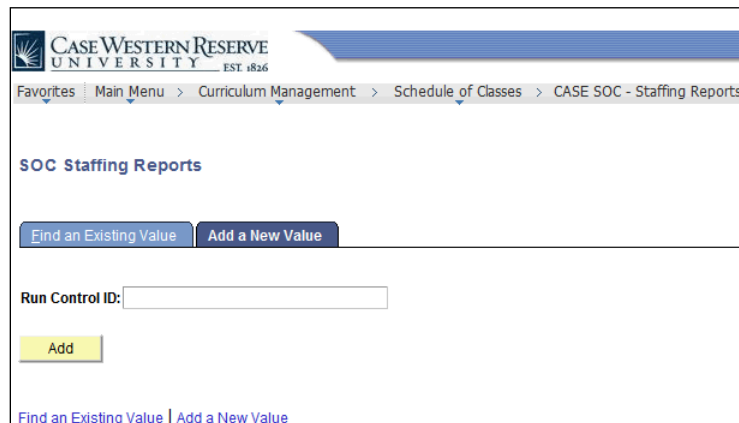 CASE WESTERN RESERVE
UNIVERSITY EST. 1826
Favorites Main Menu > Curriculum Management > Schedule of Classes > CASE SOC - Staffing Reports
SOC Staffing Reports
Find an Existing Value Add a New Value
Run Control ID:
Add
Find an Existing Value | Add a New Value